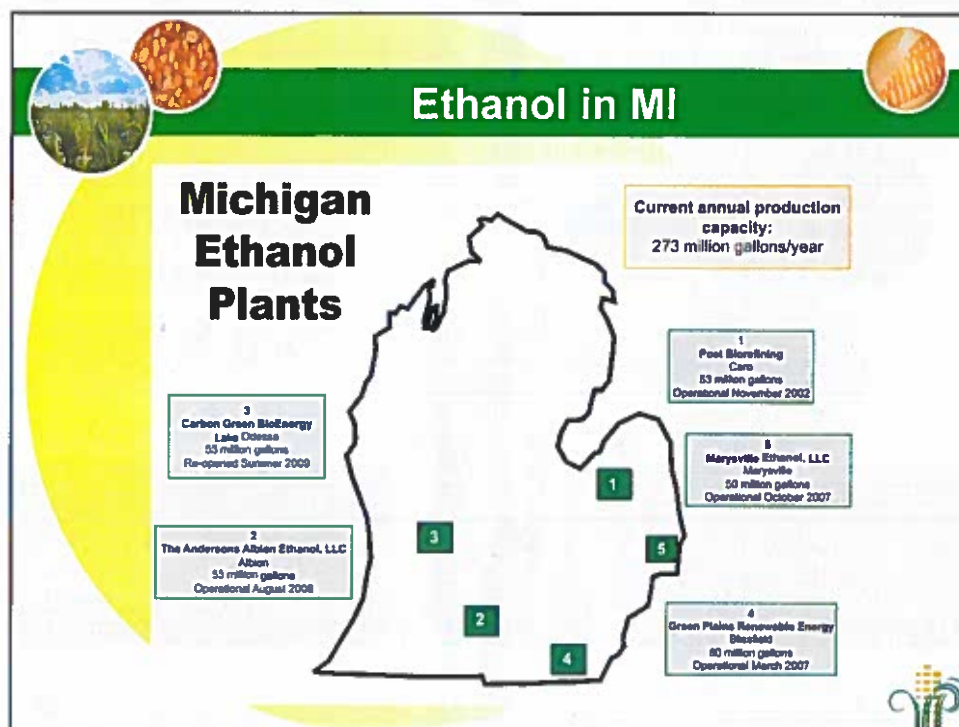 Ethanol in MI
Michigan
Ethanol
Plants
Current annual production
capacity:
273 million gallons/year
1
Biorefining
Caro
53 million gallons
Operational November 2002
3
Carbon Green BioEnergy
Lake Odessa
55 million gallons
Re-opened Summer 2009
5
Marysville Ethanol, LLC
Marysville
50 million gallons
Operational October 2007
2
The Andersons Albion Ethanol, LLC
Albion
55 million gallons
Operational August
4
Green Plains Renewable Energy
Blissfield
60 million gallons
Operational March 2007
1
3
5
2
4